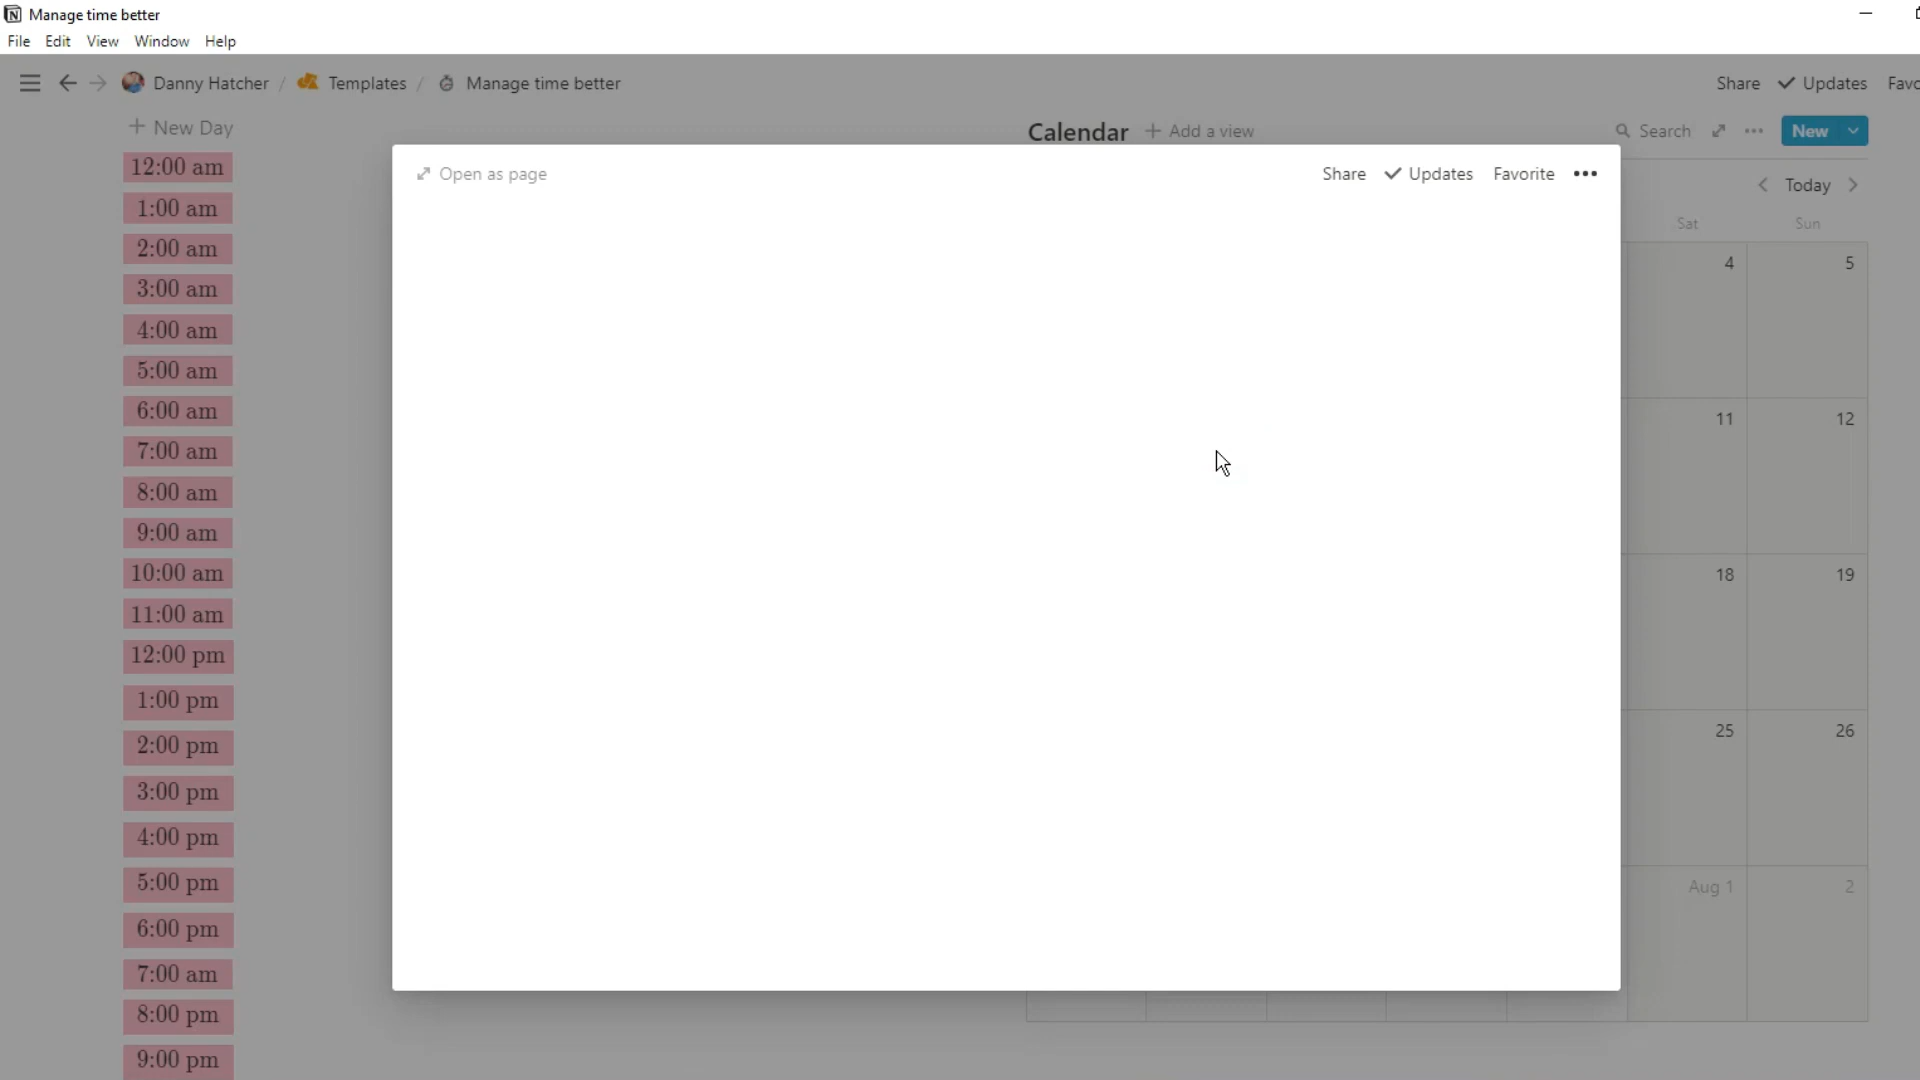 Manage time better
File Edit View Window Help
Danny Hatcher / Templates / Manage time better
Share Updates
+ New Day
Calendar + Add a view
Search ••• New
Open as page
Share Updates Favorite •••
Today
Sat Sun
12:00 am
1:00 am
2:00 am
3:00 am
4:00 am
5:00 am
6:00 am
7:00 am
8:00 am
9:00 am
10:00 am
11:00 am
12:00 pm
1:00 pm
2:00 pm
3:00 pm
4:00 pm
5:00 pm
6:00 pm
7:00 am
8:00 pm
9:00 pm
4 5
11 12
18 19
25 26
Aug 1 2